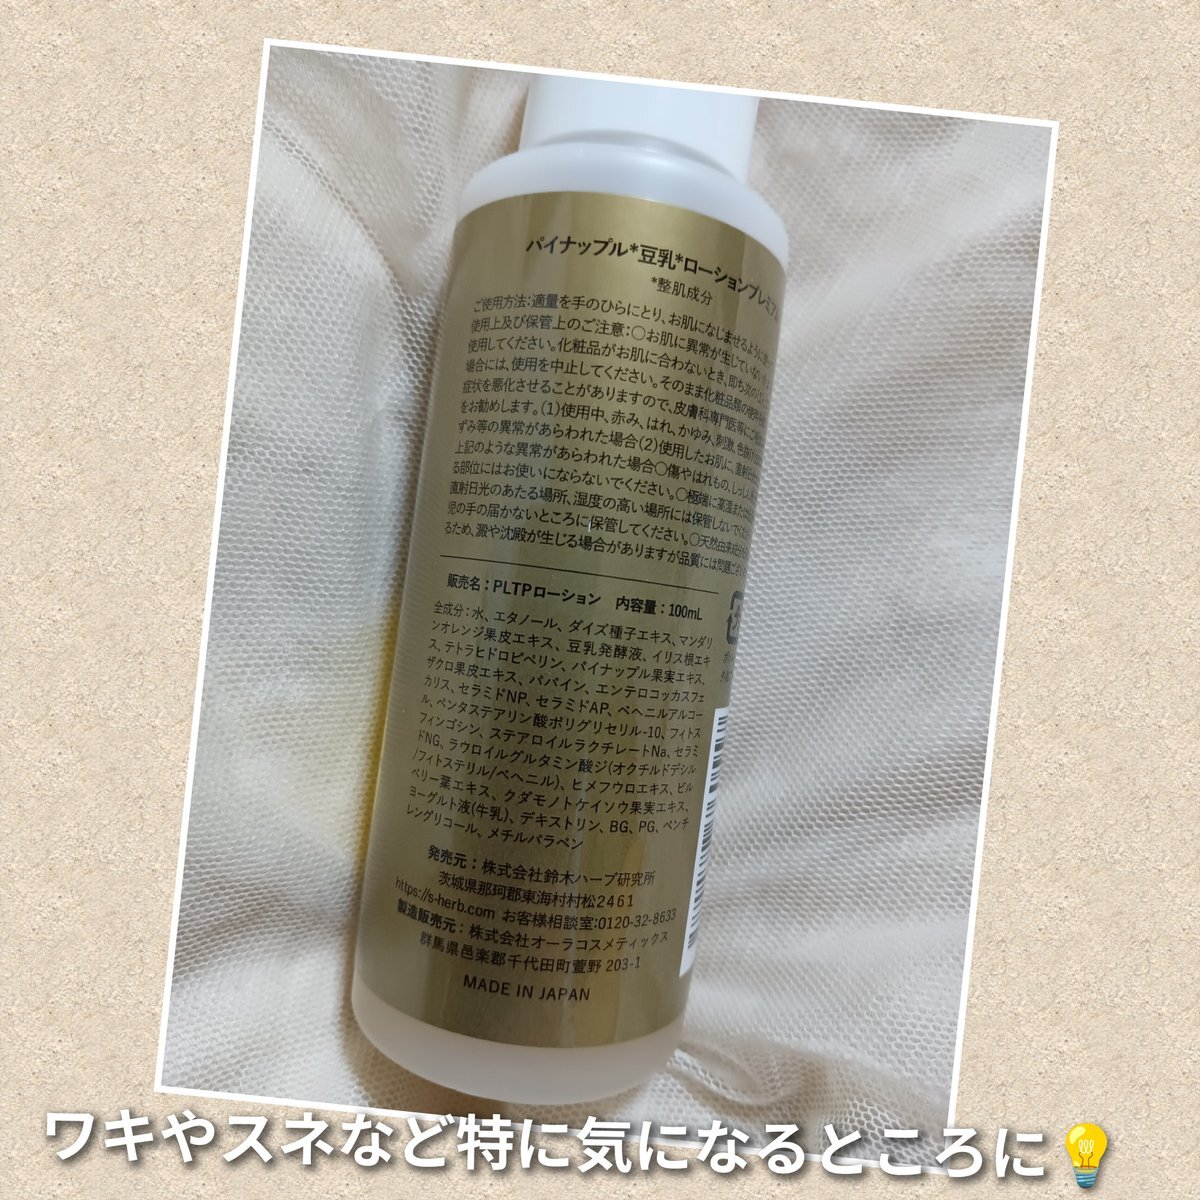 パイナップル*豆乳*ローションプレミアム
*整肌成分
ご使用方法：適量を手のひらにとり、お肌になじませるように
使用上及び保管上のご注意：○お肌に異常が生じていないか
使用してください。化粧品がお肌に合わないとき、即ち次の
場合には、使用を中止してください。そのまま化粧品類の使用を
症状を悪化させることがありますので、皮膚科専門医等にご
をお勧めします。（1）使用中、赤み、はれ、かゆみ、刺激、色抜け
ずみ等の異常があらわれた場合（2）使用したお肌に、直射日光が
上記のような異常があらわれた場合○傷やはれもの、しっしん
る部位にはお使いにならないでください。○極端に高温または
直射日光のあたる場所、湿度の高い場所には保管しないでくだ
児の手の届かないところに保管してください。○天然由来成分
るため、澱や沈殿が生じる場合がありますが品質には問題ござい
販売名：PLTPローション 内容量：100mL
全成分：水、エタノール、ダイズ種子エキス、マンダリ
ンオレンジ果皮エキス、豆乳発酵液、イリス根エキ
ス、テトラヒドロピペリン、パイナップル果実エキス、
ザクロ果皮エキス、パパイン、エンテロコッカスフェ
カリス、セラミドNP、セラミドAP、ベヘニルアルコー
ル、ペンタステアリン酸ポリグリセリル-10、フィトス
フィンゴシン、ステアロイルラクチレートNa、セラミ
ドNG、ラウロイルグルタミン酸ジ（オクチルドデシル
/フィトステリル/ベヘニル）、ヒメフウロエキス、ビル
ベリー葉エキス、クダモノトケイソウ果実エキス、
ヨーグルト液（牛乳）、デキストリン、BG、PG、ペンチ
レングリコール、メチルパラベン
発売元：株式会社鈴木ハーブ研究所
茨城県那珂郡東海村村松2461
https://s-herb.com お客様相談室:0120-32-8633
製造販売元：株式会社オーラコスメティックス
群馬県邑楽郡千代田町萱野 203-1
MADE IN JAPAN
ワキやスネなど特に気になるところに💡